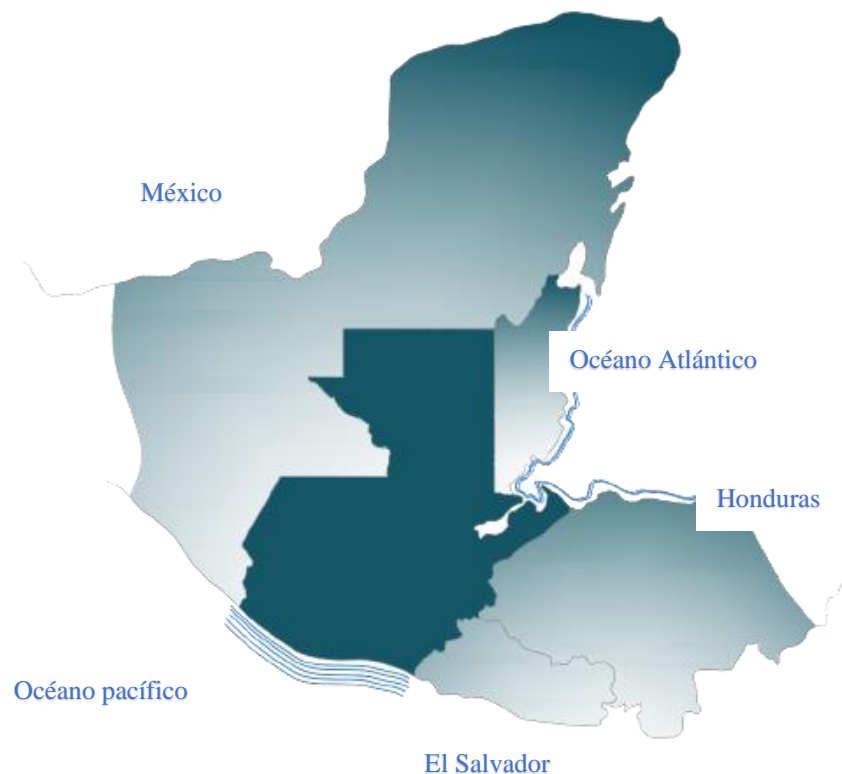 México
Océano Atlántico
Honduras
Océano pacífico
El Salvador